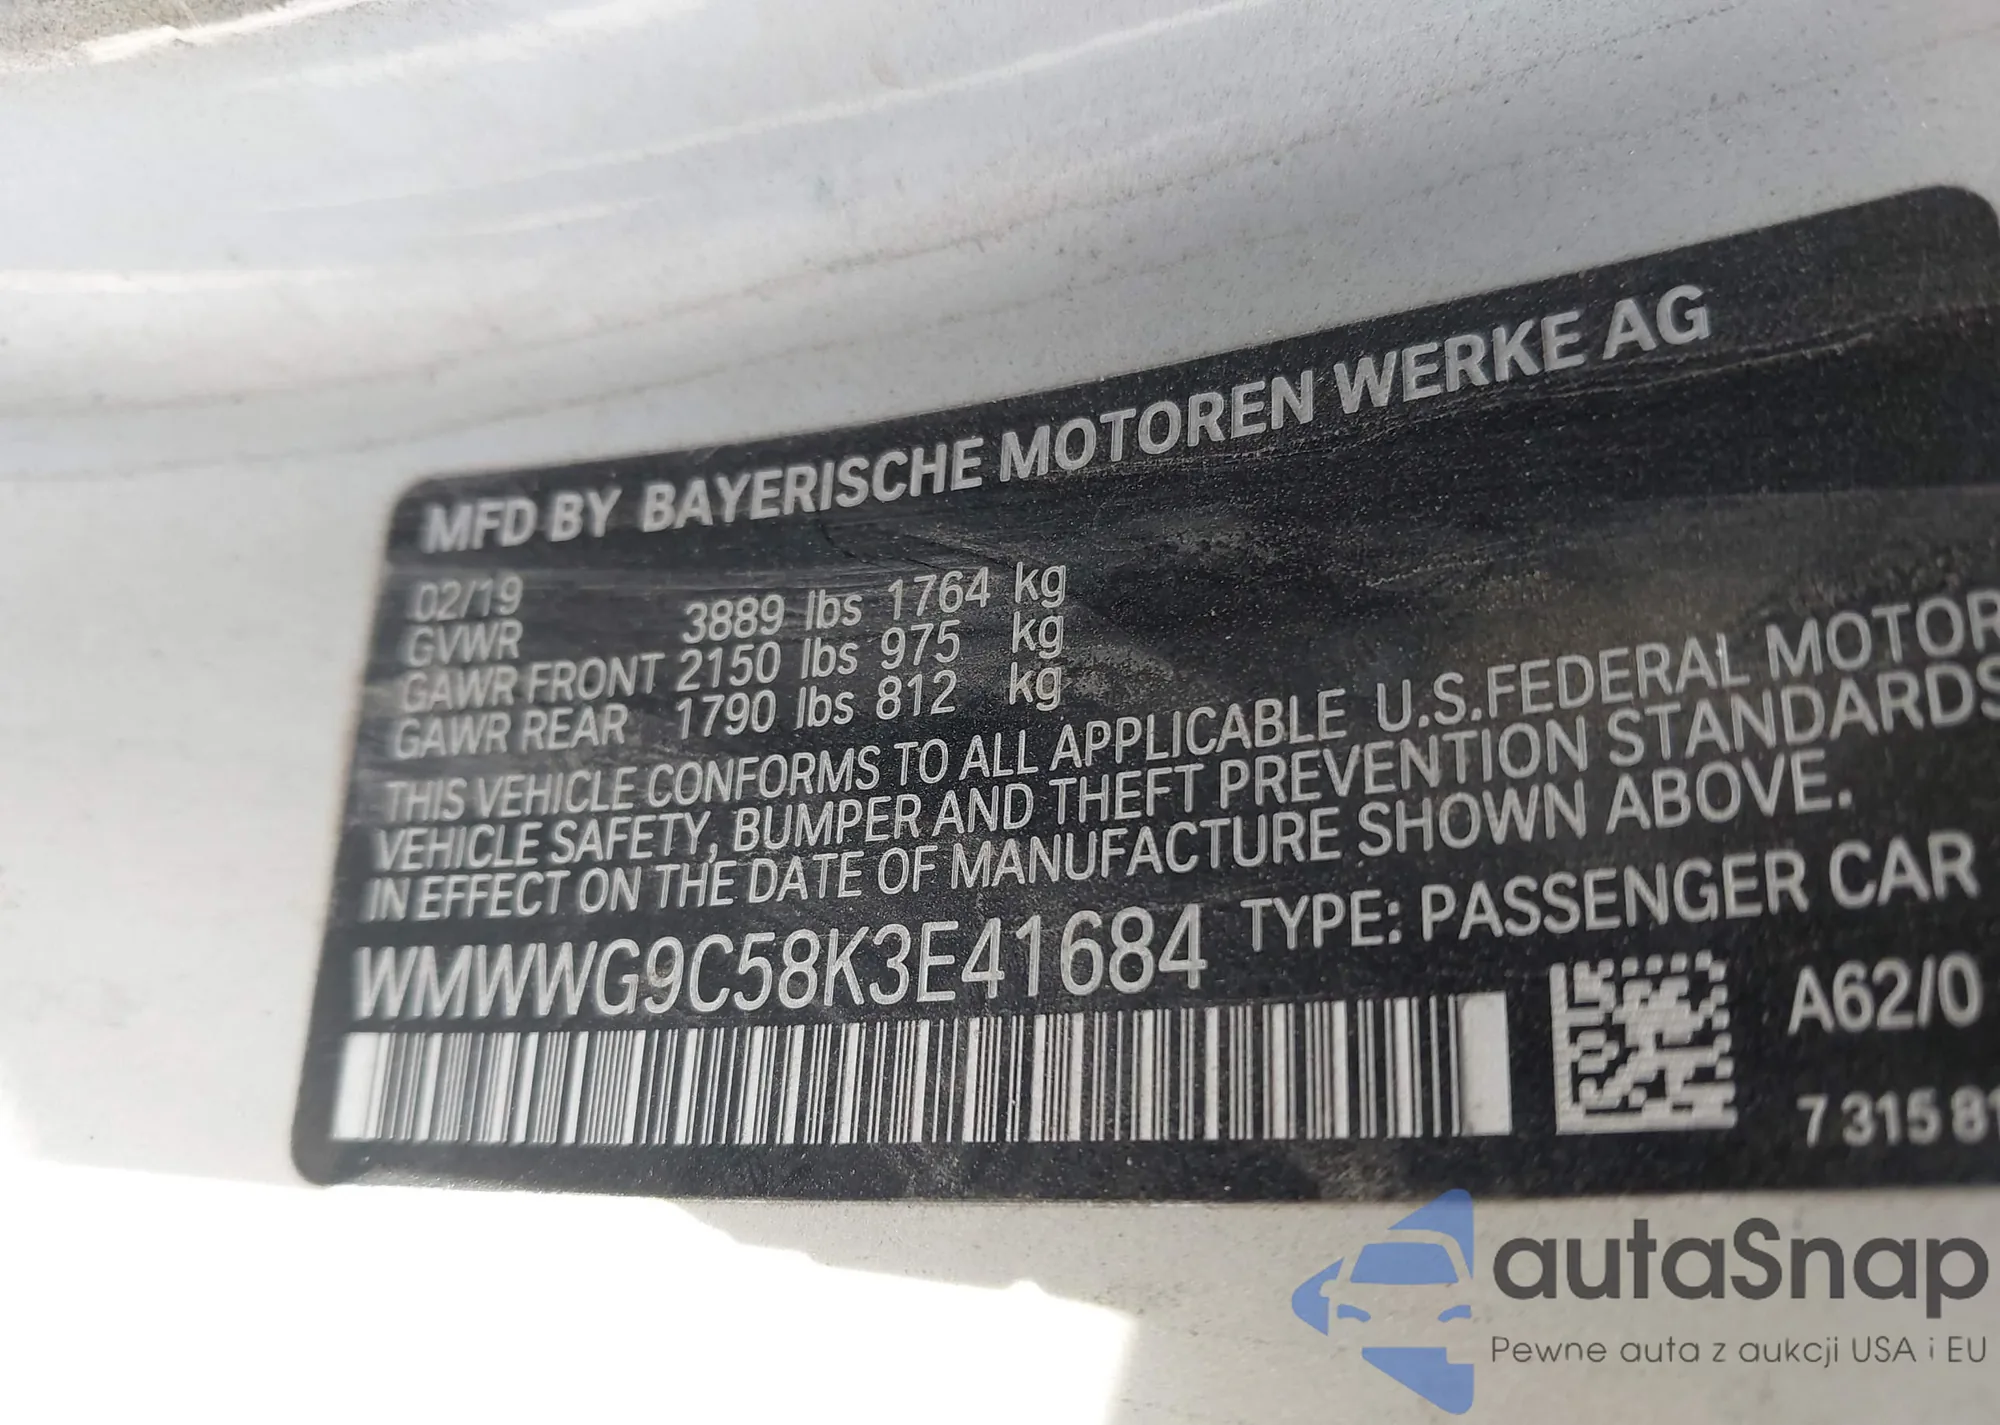 MFD BY BAYERISCHE MOTOREN WERKE AG
02/19
GVWR 3889 lbs 1764 kg
GAWR FRONT 2150 lbs 975 kg
GAWR REAR 1790 lbs 812 kg
THIS VEHICLE CONFORMS TO ALL APPLICABLE U.S.FEDERAL MOTOR
VEHICLE SAFETY, BUMPER AND THEFT PREVENTION STANDARDS
IN EFFECT ON THE DATE OF MANUFACTURE SHOWN ABOVE.
WMWWG9C58K3E41684 TYPE: PASSENGER CAR
A62/0
7 315 81
autaSnap
Pewne auta z aukcji USA i EU